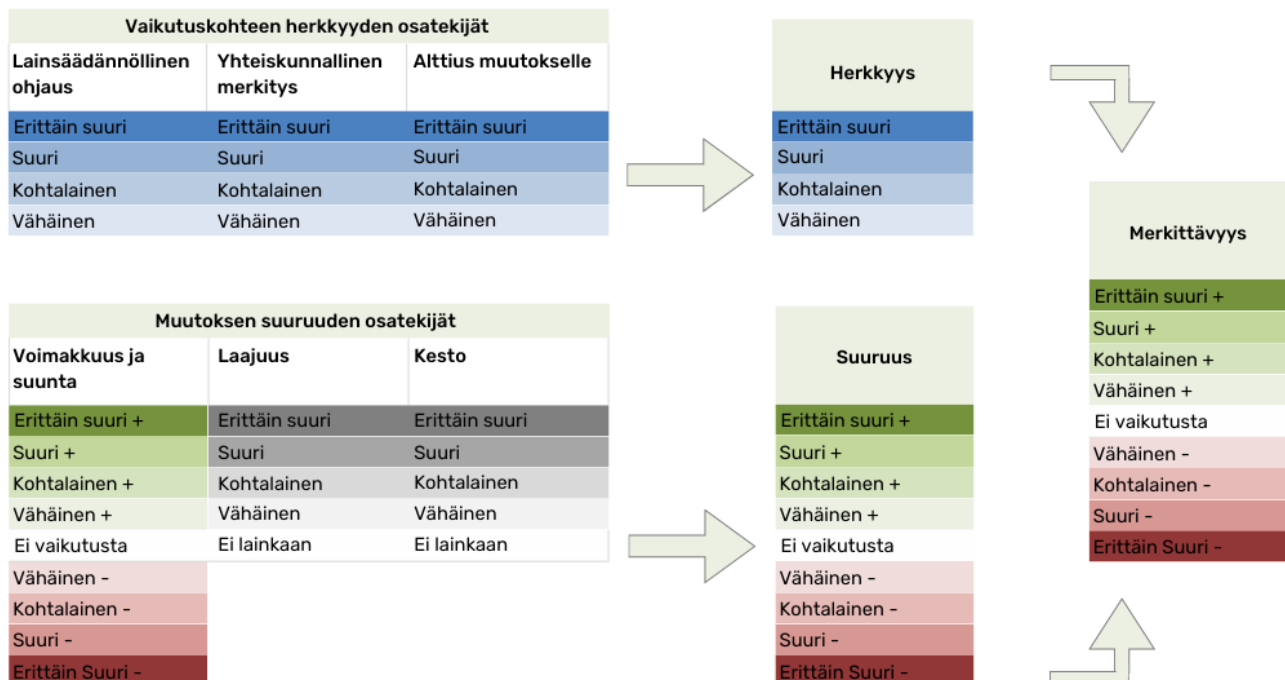 Vaikutuskohteen herkkyyden osatekijät
Lainsäädännöllinen ohjaus
Yhteiskunnallinen merkitys
Alttius muutokselle
Erittäin suuri Erittäin suuri Erittäin suuri
Suuri Suuri Suuri
Kohtalainen Kohtalainen Kohtalainen
Vähäinen Vähäinen Vähäinen
Herkkyys
Erittäin suuri
Suuri
Kohtalainen
Vähäinen
Muutoksen suuruuden osatekijät
Voimakkuus ja suunta
Laajuus
Kesto
Erittäin suuri + Erittäin suuri Erittäin suuri
Suuri + Suuri Suuri
Kohtalainen + Kohtalainen Kohtalainen
Vähäinen + Vähäinen Vähäinen
Ei vaikutusta Ei lainkaan Ei lainkaan
Vähäinen -
Kohtalainen -
Suuri -
Erittäin Suuri -
Suuruus
Erittäin suuri +
Suuri +
Kohtalainen +
Vähäinen +
Ei vaikutusta
Vähäinen -
Kohtalainen -
Suuri -
Erittäin Suuri -
Merkittävyys
Erittäin suuri +
Suuri +
Kohtalainen +
Vähäinen +
Ei vaikutusta
Vähäinen -
Kohtalainen -
Suuri -
Erittäin Suuri -